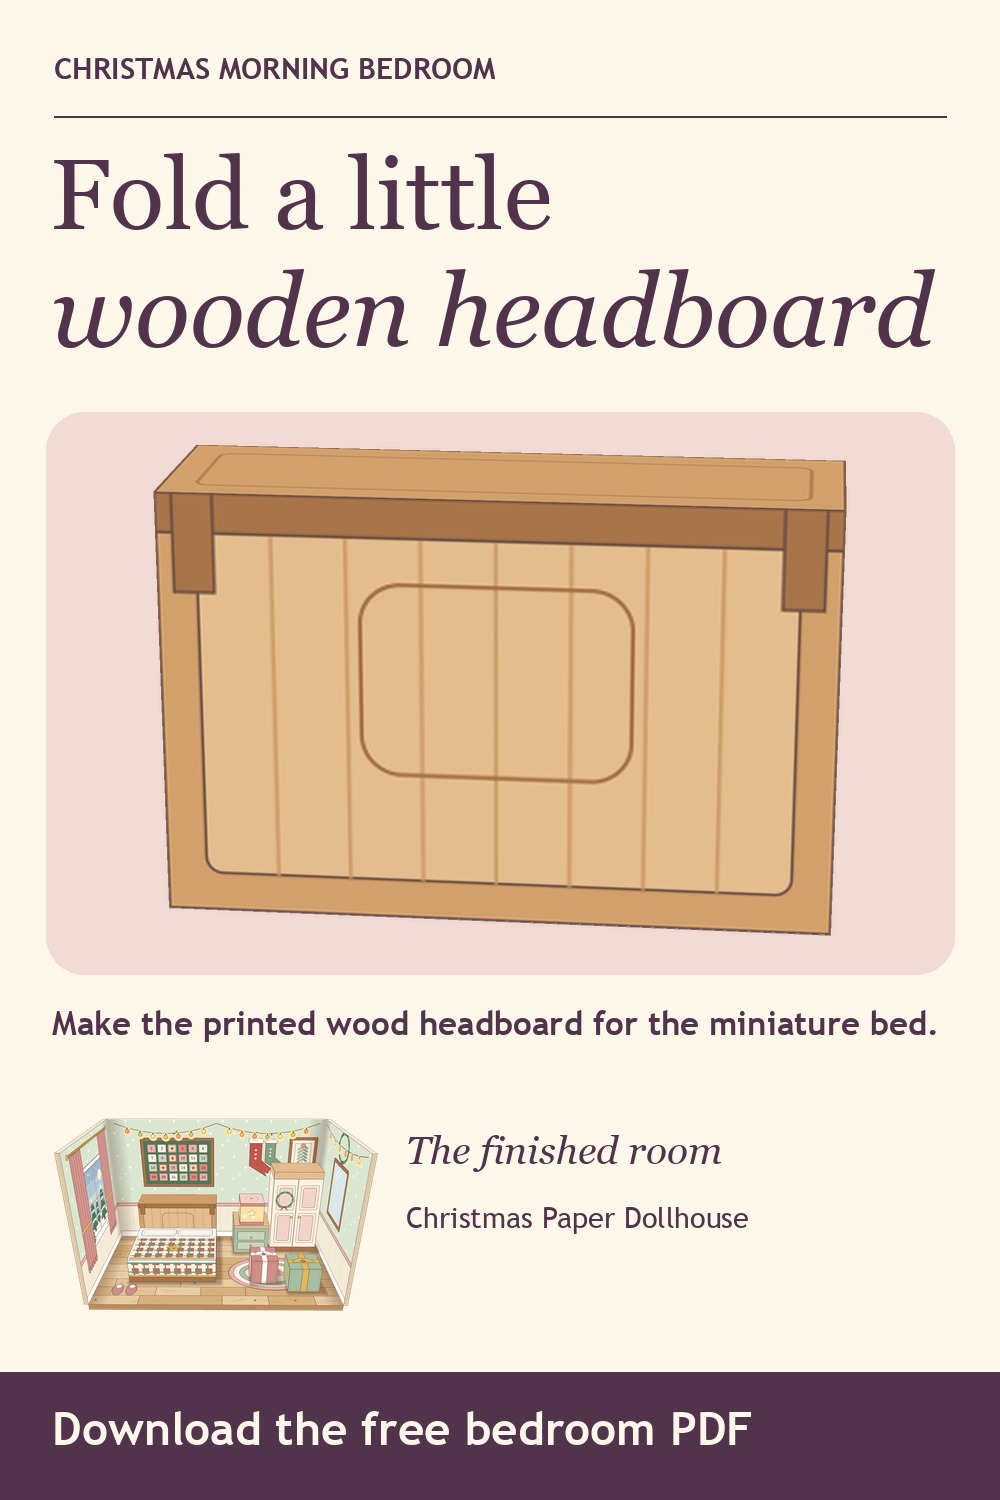 CHRISTMAS MORNING BEDROOM
Fold a little
wooden headboard
Make the printed wood headboard for the miniature bed.
The finished room
Christmas Paper Dollhouse
Download the free bedroom PDF